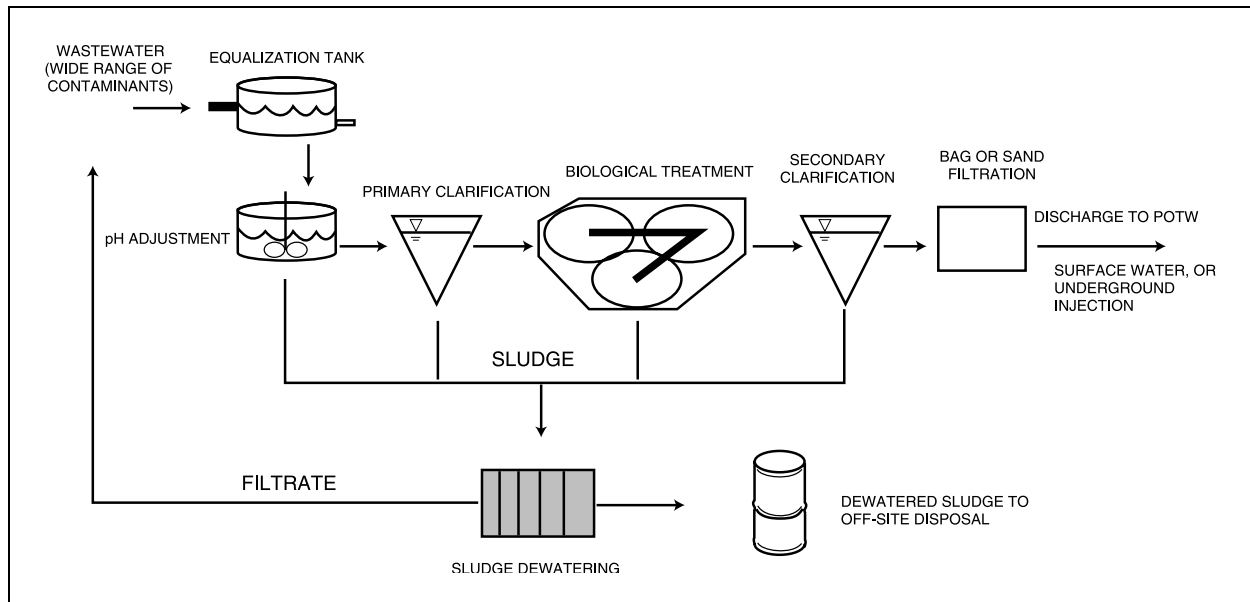 WASTEWATER
(WIDE RANGE OF
CONTAMINANTS)
EQUALIZATION TANK
pH ADJUSTMENT
PRIMARY CLARIFICATION
BIOLOGICAL TREATMENT
SECONDARY
CLARIFICATION
BAG OR SAND
FILTRATION
DISCHARGE TO POTW
SURFACE WATER, OR
UNDERGROUND
INJECTION
SLUDGE
FILTRATE
SLUDGE DEWATERING
DEWATERED SLUDGE TO
OFF-SITE DISPOSAL